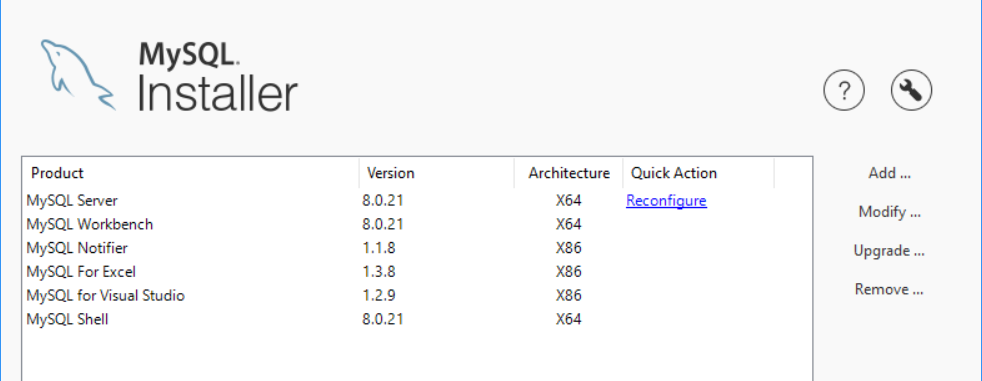 MySQL.
Installer
?
Product Version Architecture Quick Action
MySQL Server 8.0.21 X64 Reconfigure
MySQL Workbench 8.0.21 X64
MySQL Notifier 1.1.8 X86
MySQL For Excel 1.3.8 X86
MySQL for Visual Studio 1.2.9 X86
MySQL Shell 8.0.21 X64
Add ...
Modify ...
Upgrade ...
Remove ...